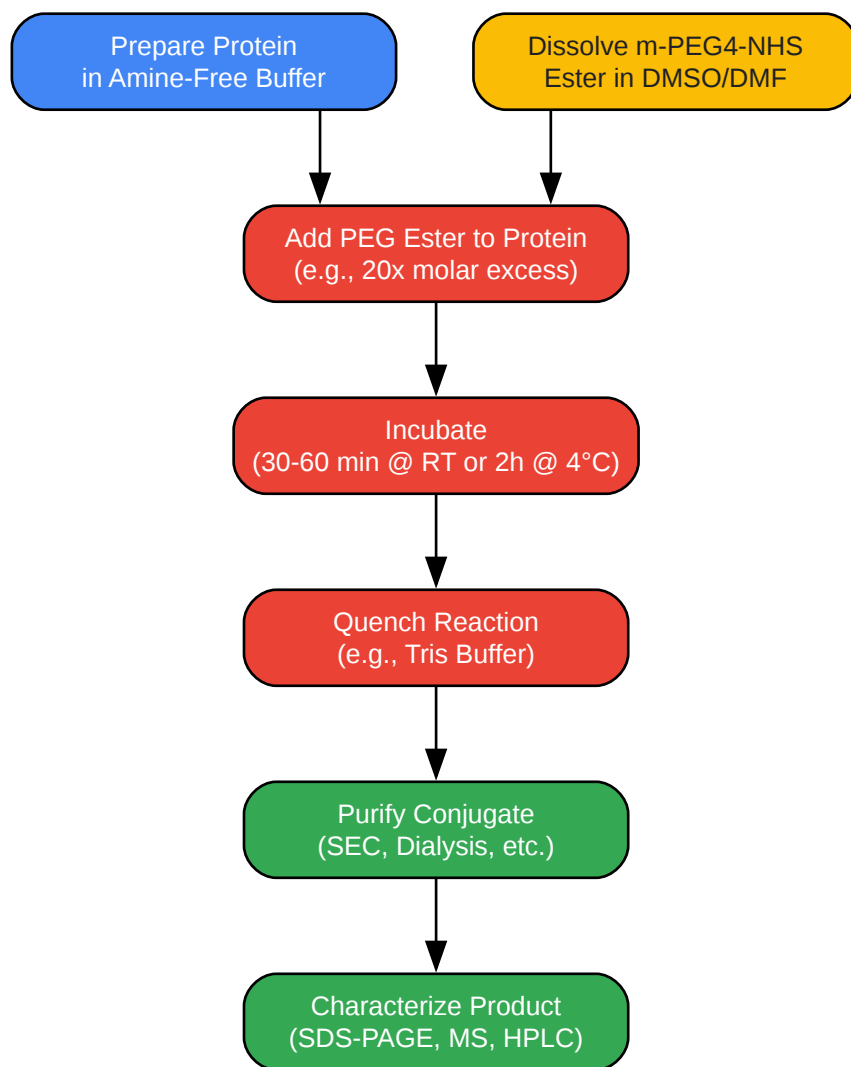 Prepare Protein
in Amine-Free Buffer
Dissolve m-PEG4-NHS
Ester in DMSO/DMF
Add PEG Ester to Protein
(e.g., 20x molar excess)
Incubate
(30-60 min @ RT or 2h @ 4°C)
Quench Reaction
(e.g., Tris Buffer)
Purify Conjugate
(SEC, Dialysis, etc.)
Characterize Product
(SDS-PAGE, MS, HPLC)